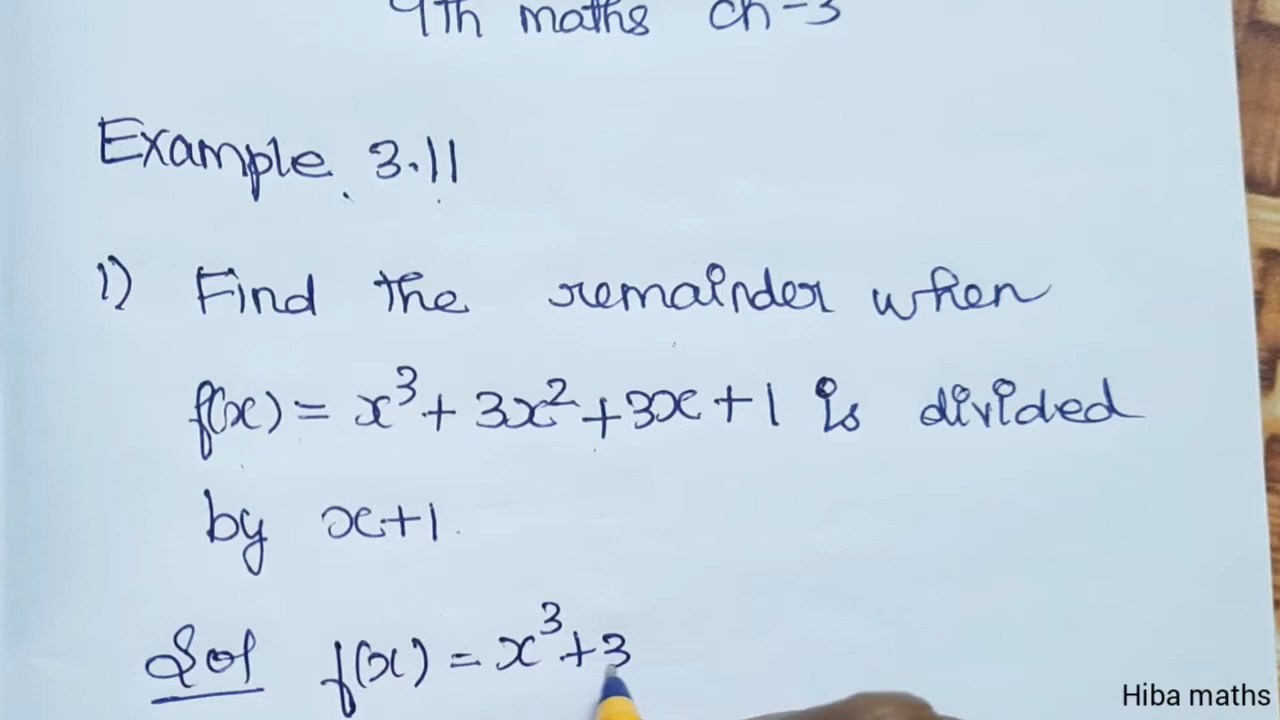 9th maths Ch-3
Example 3.11
1) Find the remainder when
f(x) = x³ + 3x² + 3x + 1 is divided
by x+1.
Sol f(x) = x³ + 3
Hiba maths